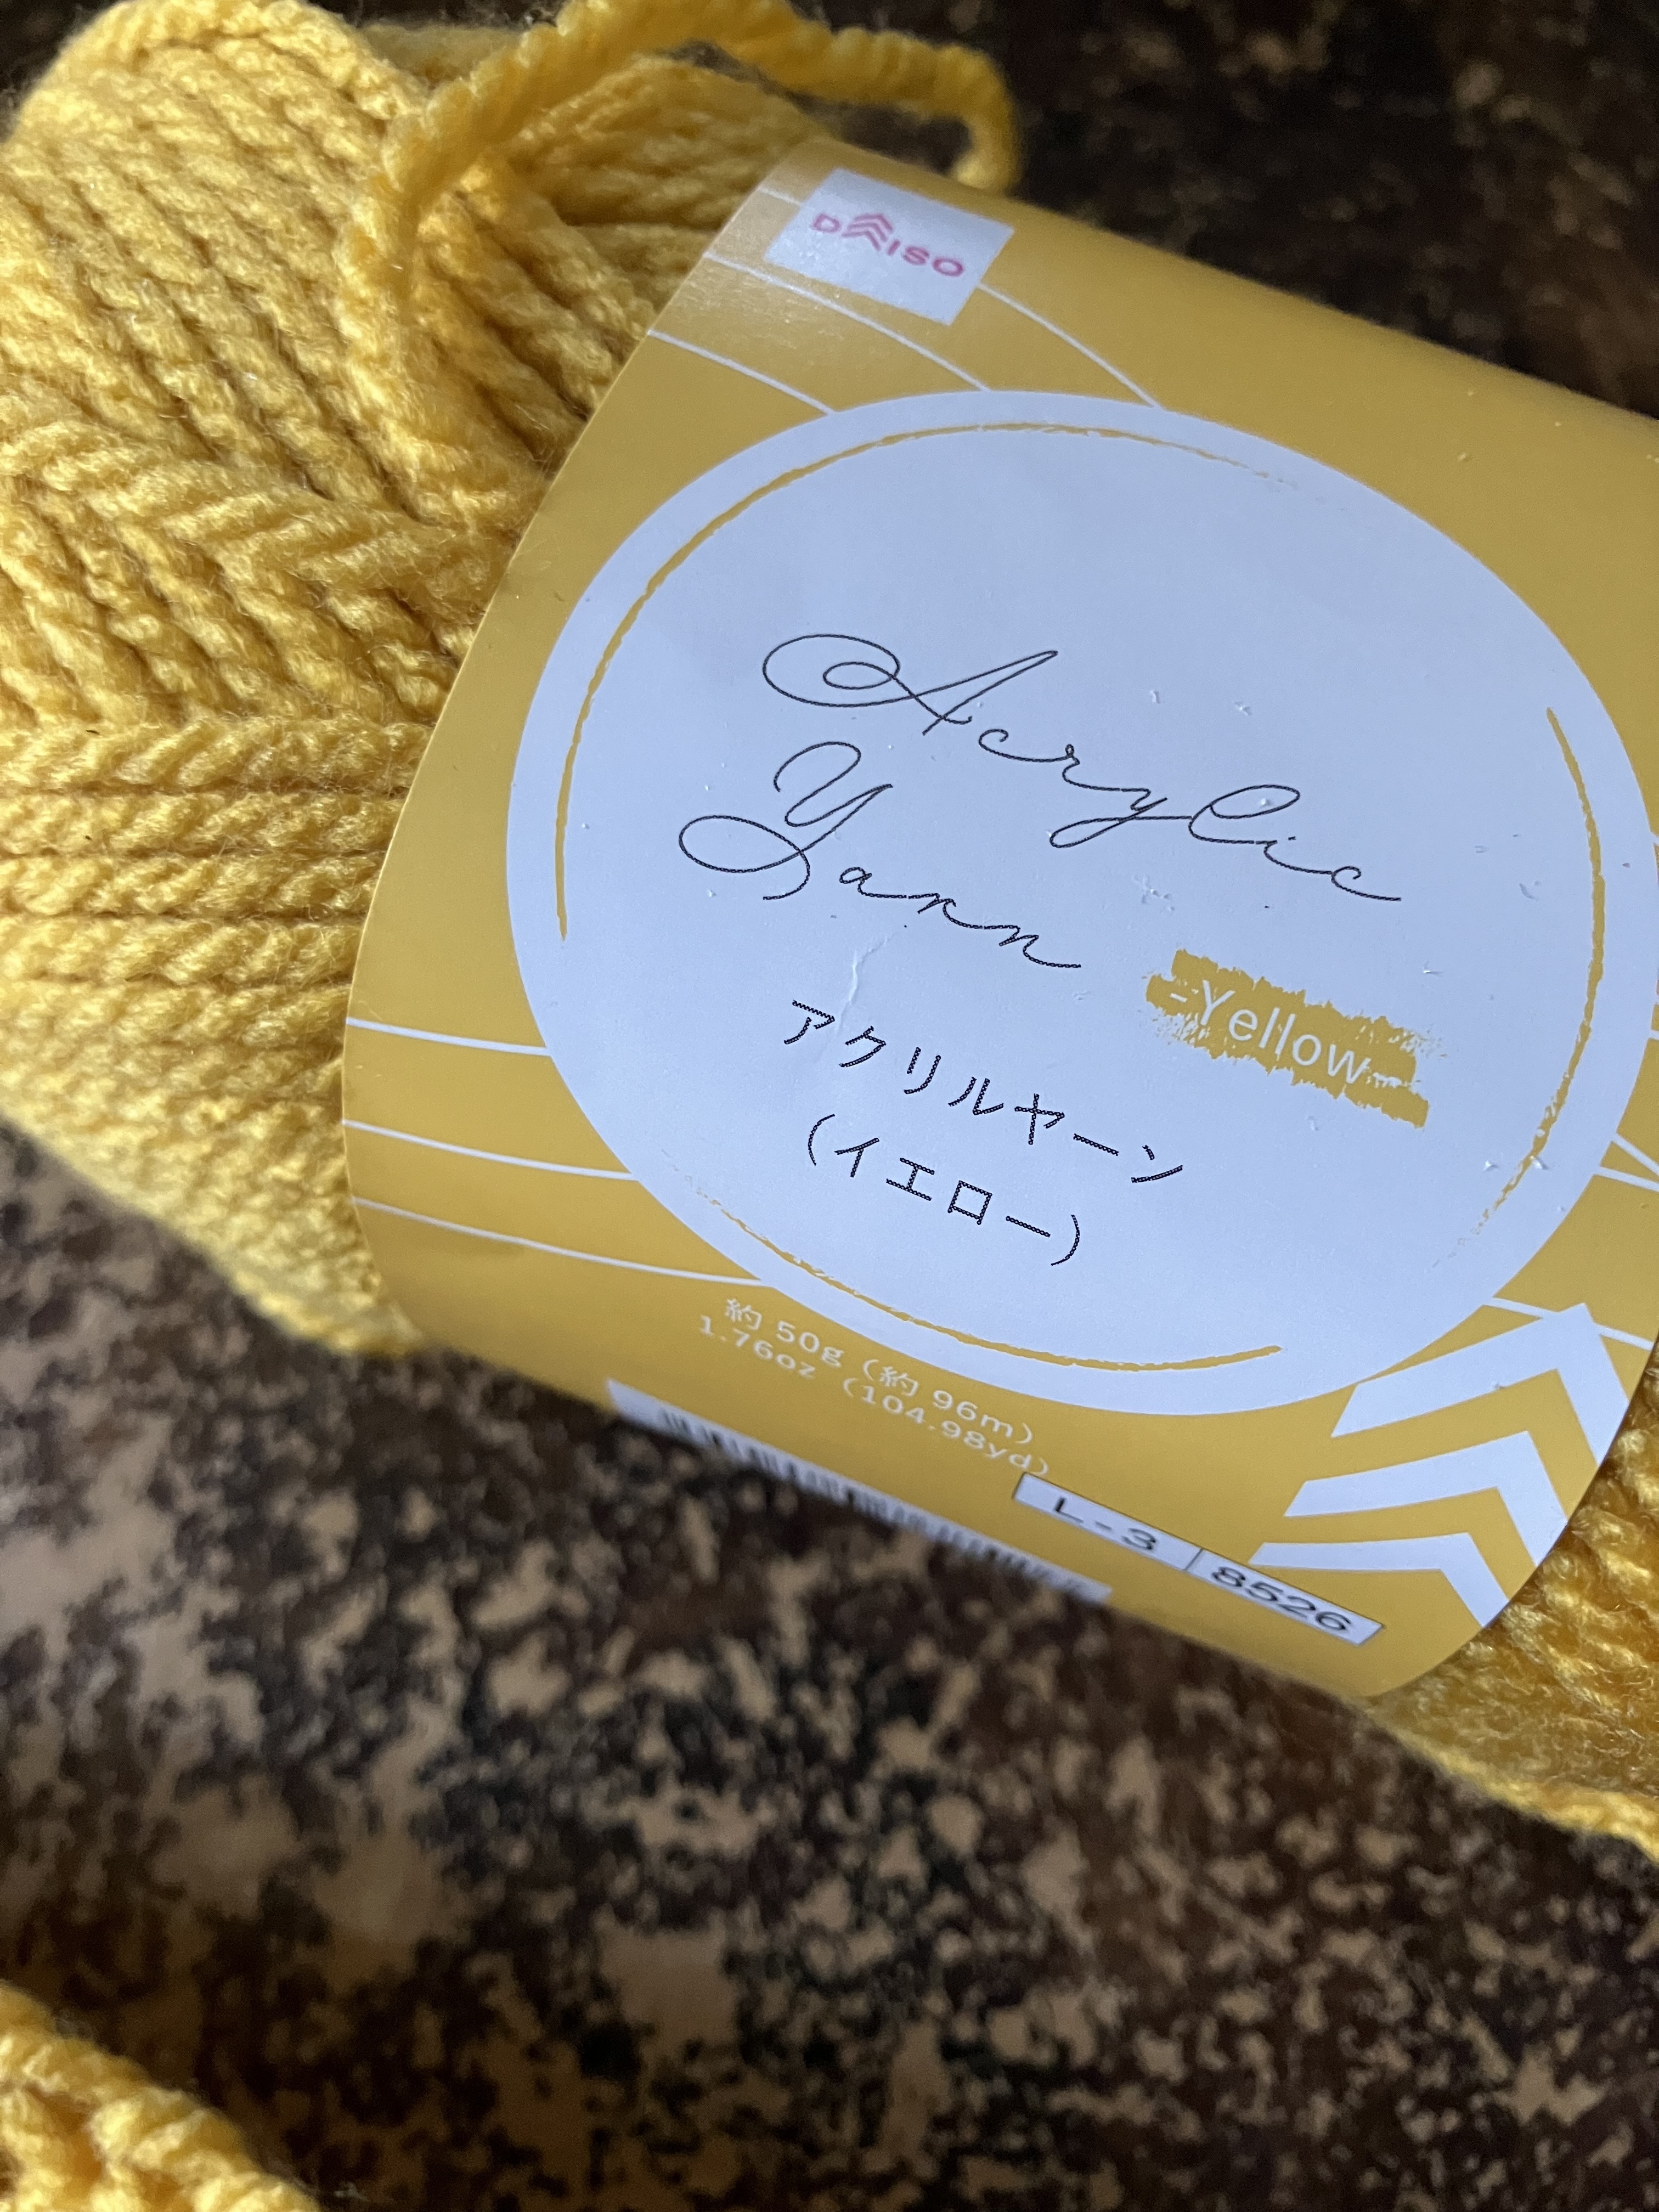 DAISO
Acrylic
Yarn
-Yellow-
アクリルヤーン
(イエロー)
約 50g (約 96m)
1.76oz (104.98yd)
L-3 8526